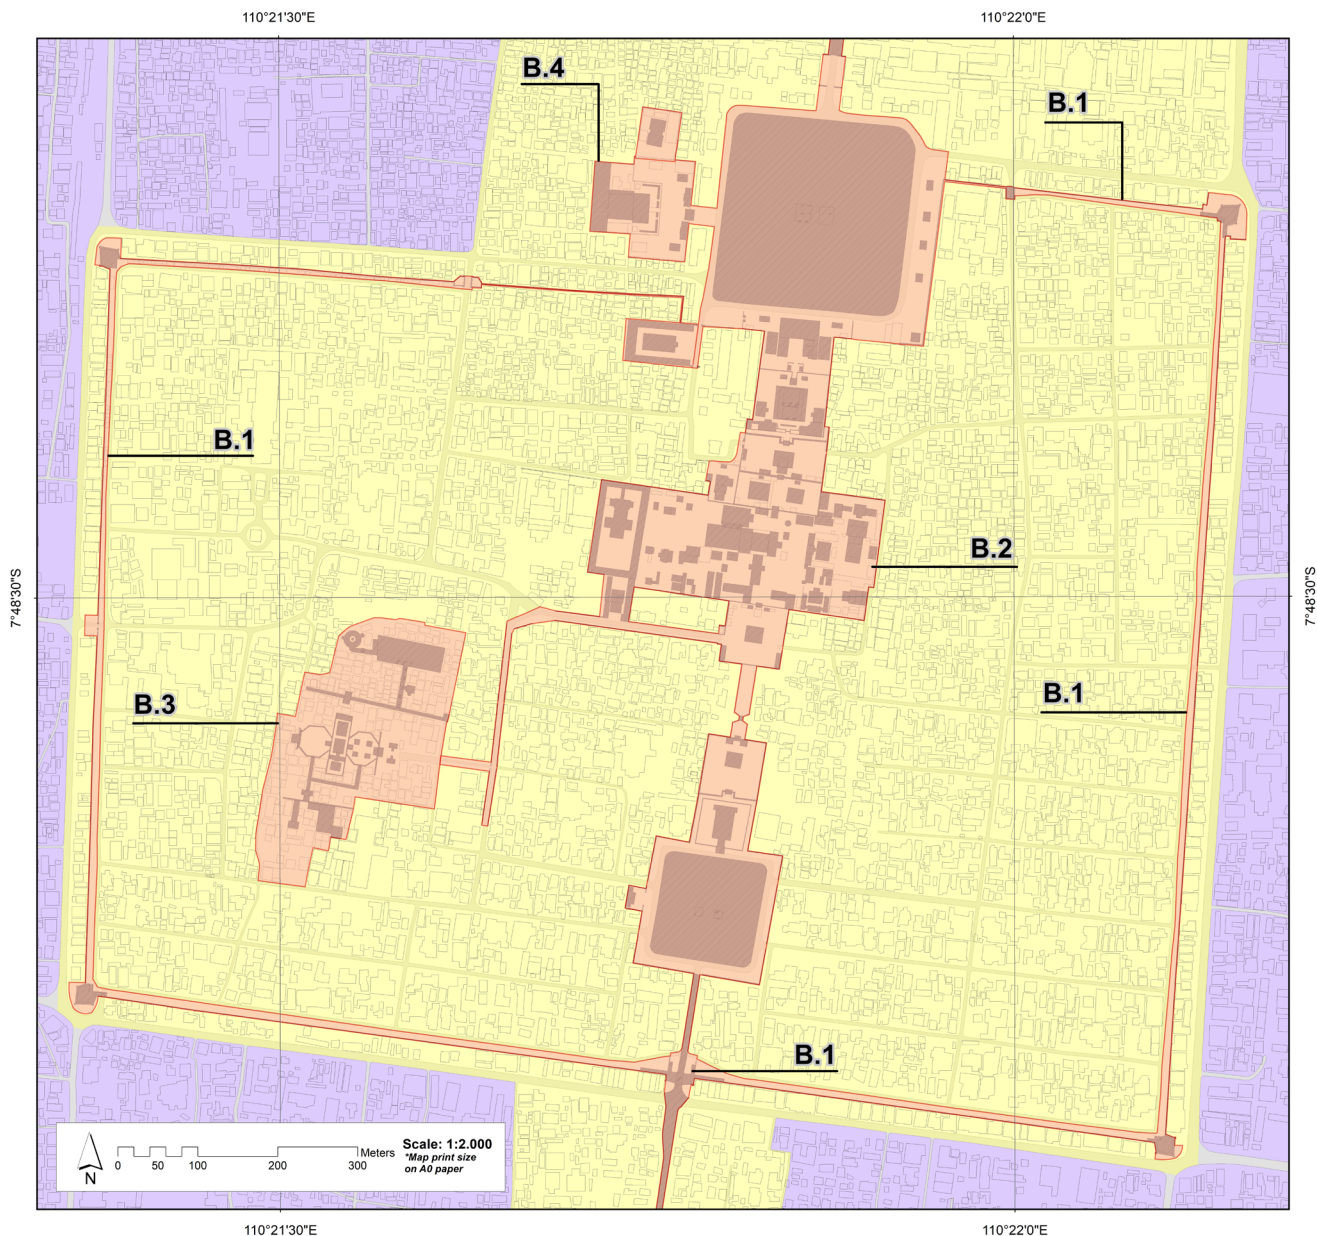 110°21'30"E
110°22'0"E
B.4
B.1
B.1
B.2
7°48'30"S
7°48'30"S
B.3
B.1
B.1
Meters
0
50
100
200
300
N
Scale: 1:2.000
*Map print size
on A0 paper
110°21'30"E
110°22'0"E